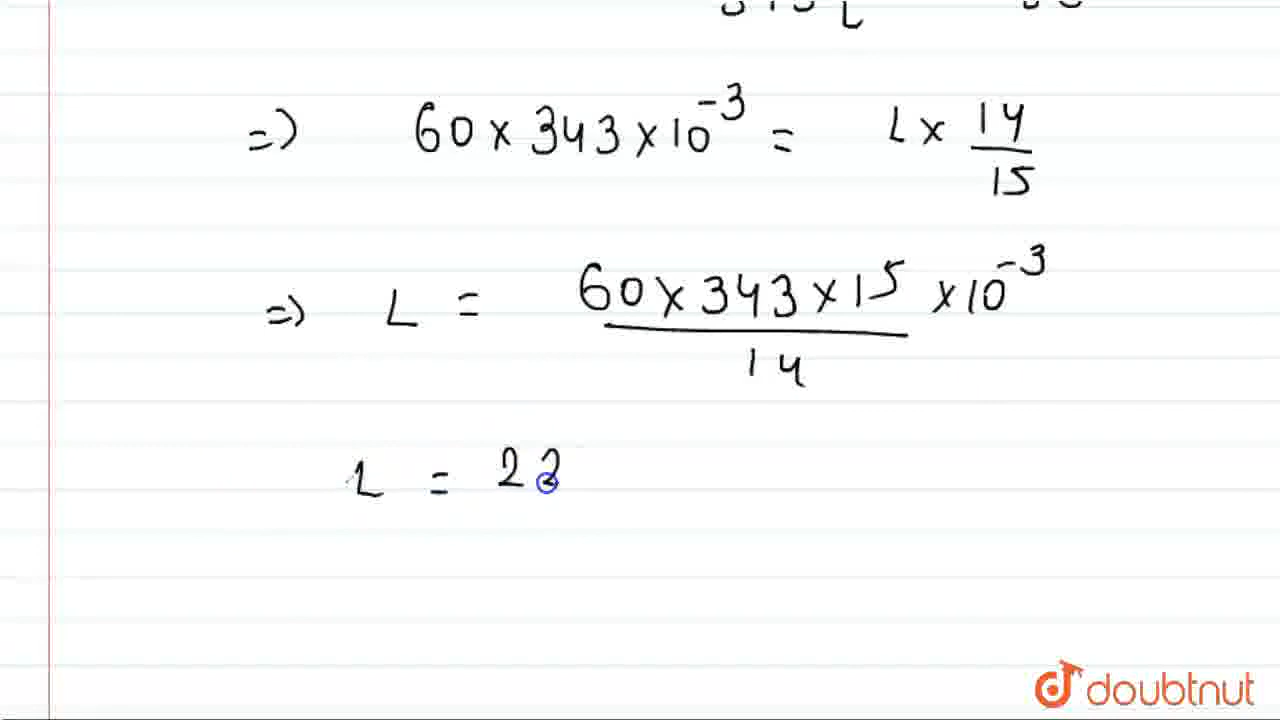 => 60 × 343 × 10^-3 = L × 14/15
=> L = 60 × 343 × 15/14 × 10^-3
L = 22
doubtnut